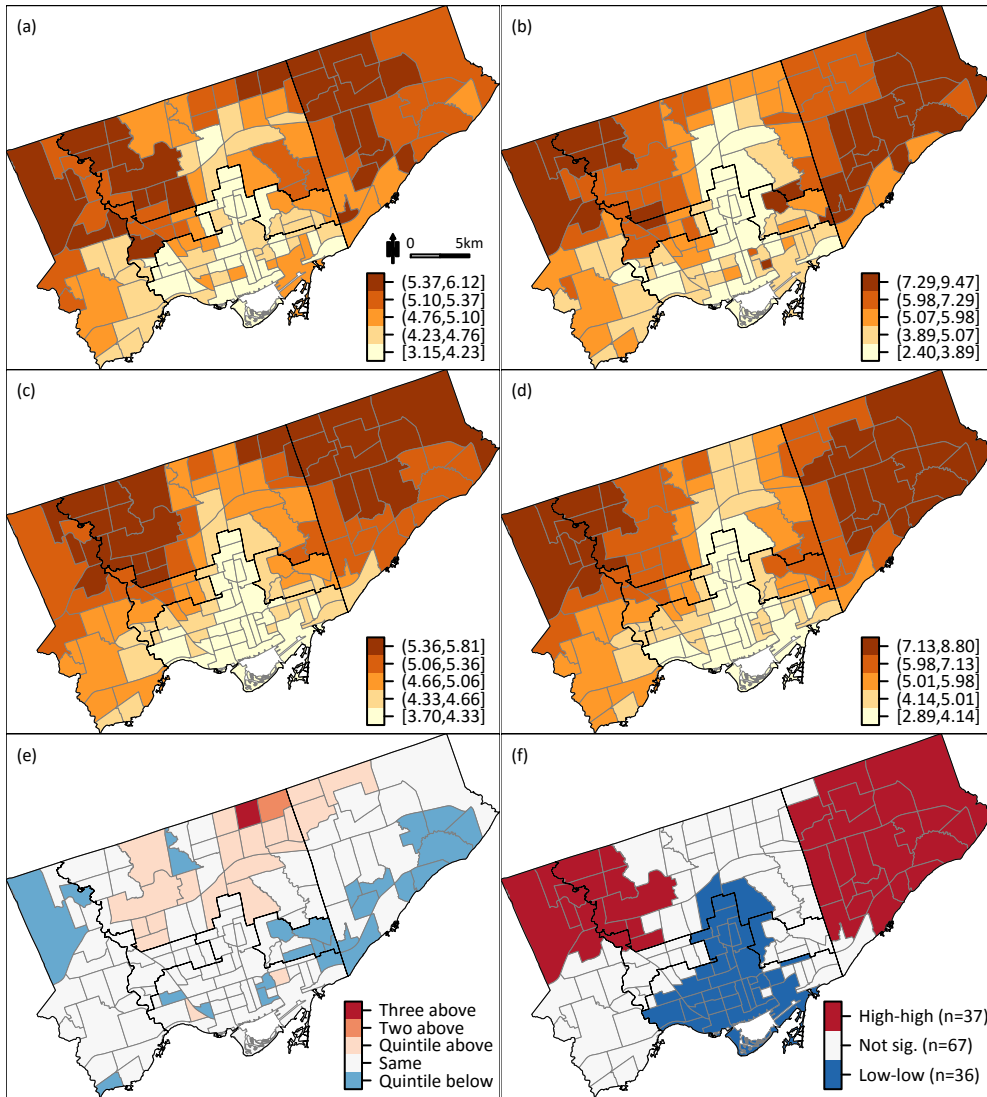 (a)
0 5km
(5.37,6.12]
(5.10,5.37]
(4.76,5.10]
(4.23,4.76]
[3.15,4.23]
(b)
(7.29,9.47]
(5.98,7.29]
(5.07,5.98]
(3.89,5.07]
[2.40,3.89]
(c)
(5.36,5.81]
(5.06,5.36]
(4.66,5.06]
(4.33,4.66]
[3.70,4.33]
(d)
(7.13,8.80]
(5.98,7.13]
(5.01,5.98]
(4.14,5.01]
[2.89,4.14]
(e)
Three above
Two above
Quintile above
Same
Quintile below
(f)
High-high (n=37)
Not sig. (n=67)
Low-low (n=36)